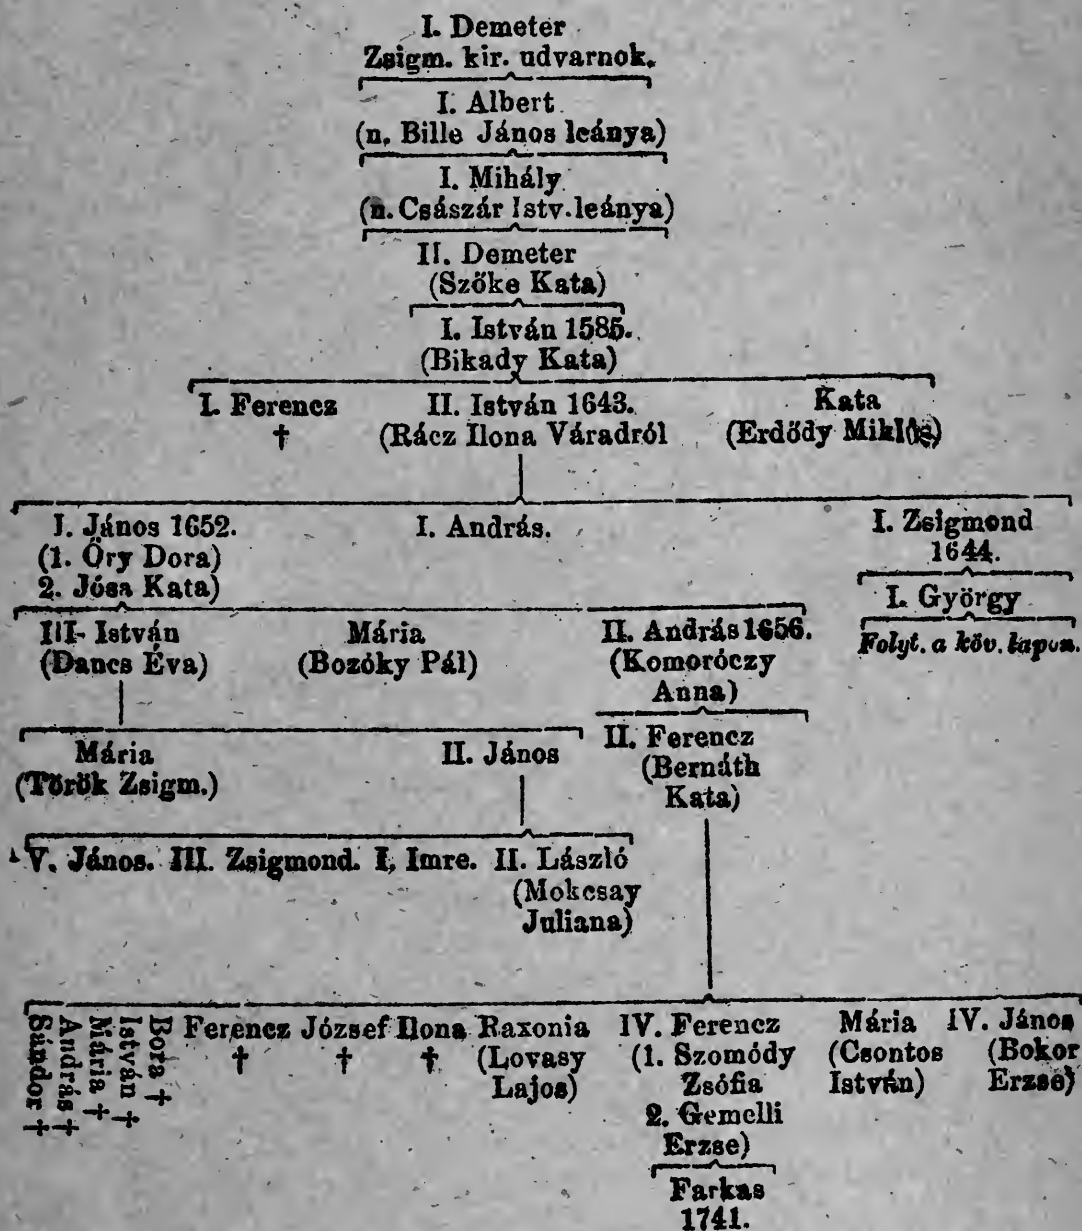 I. Demeter
Zsigm. kir. udvarnok.
I. Albert
(n. Bille János leánya)
I. Mihály
(n. Császár Istv. leánya)
II. Demeter
(Szőke Kata)
I. István 1585.
(Bikady Kata)
I. Ferencz
†
II. István 1643.
(Rácz Ilona Váradról
Kata
(Erdődy Miklós)
I. János 1652.
(1. Őry Dora)
2. Jósa Kata)
I. András.
I. Zsigmond
1644.
I. György
Folyt. a köv. lapon.
III- István
(Dancs Éva)
Mária
(Bozóky Pál)
II. András 1656.
(Komoróczy
Anna)
Mária
(Török Zsigm.)
II. János
II. Ferencz
(Bernáth
Kata)
V. János. III. Zsigmond. I. Imre. II. László
(Mokcsay
Juliana)
Bora †
István †
Mária †
András †
Sándor †
Ferencz
†
József
†
Ilona
†
Raxonia
(Lovasy
Lajos)
IV. Ferencz
(1. Szomódy
Zsófia
2. Gemelli
Erzse)
Mária
(Csontos
István)
IV. János
(Bokor
Erzse)
Farkas
1741.